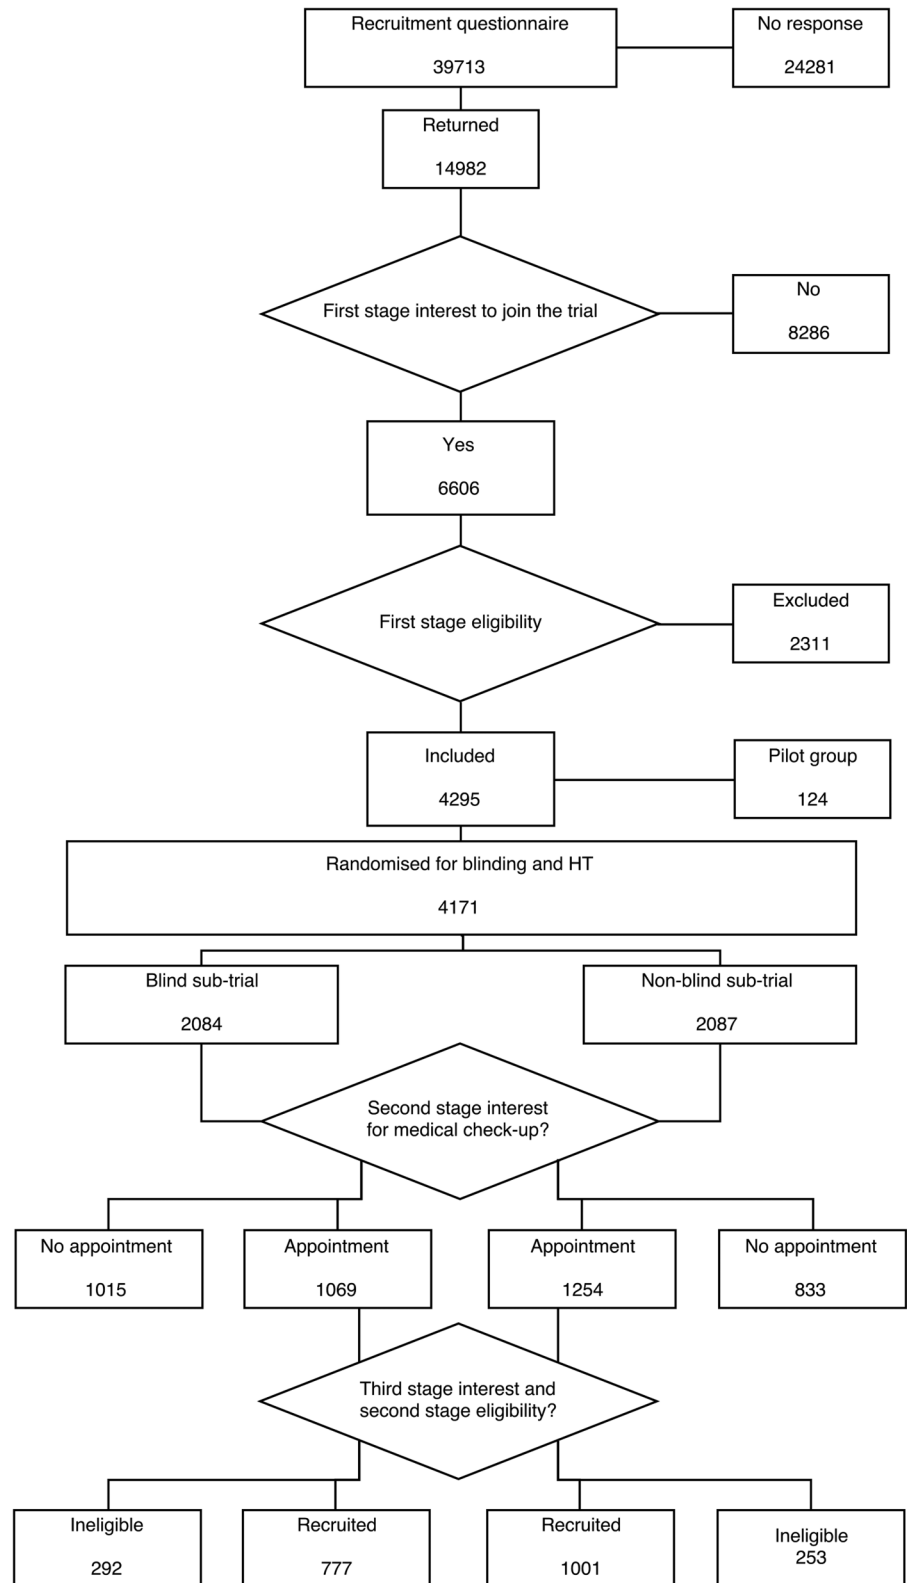 Recruitment questionnaire
39713
No response
24281
Returned
14982
First stage interest to join the trial
No
8286
Yes
6606
First stage eligibility
Excluded
2311
Included
4295
Pilot group
124
Randomised for blinding and HT
4171
Blind sub-trial
2084
Non-blind sub-trial
2087
Second stage interest
for medical check-up?
No appointment
1015
Appointment
1069
Appointment
1254
No appointment
833
Third stage interest and
second stage eligibility?
Ineligible
292
Recruited
777
Recruited
1001
Ineligible
253